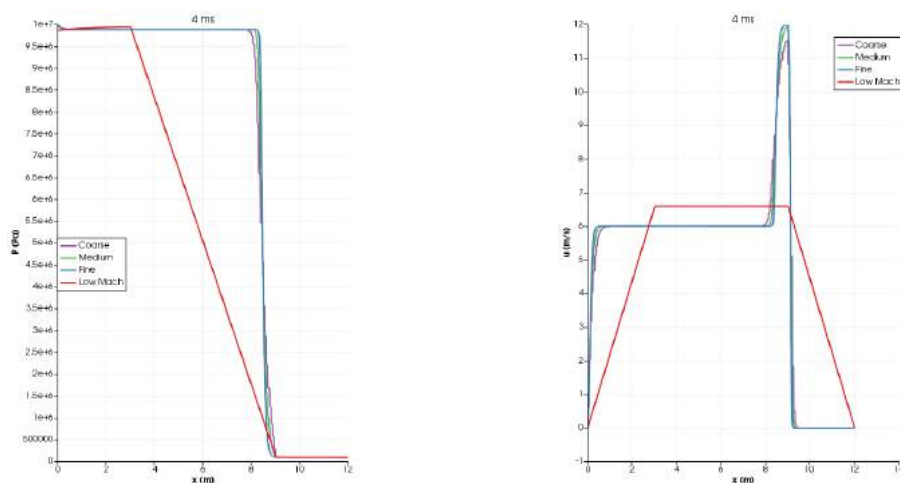 4 ms
1e+7
9.5e+6
9e+6
8.5e+6
8e+6
7.5e+6
7e+6
6.5e+6
6e+6
5.5e+6
5e+6
4.5e+6
4e+6
3.5e+6
3e+6
2.5e+6
2e+6
1.5e+6
1e+6
500000
0
P (Pa)
Coarse
Medium
Fine
Low Mach
0 2 4 6 8 10 12
x (m)
4 ms
12
11
10
9
8
7
6
5
4
3
2
1
0
-1
u (m/s)
Coarse
Medium
Fine
Low Mach
0 2 4 6 8 10 12 14
x (m)